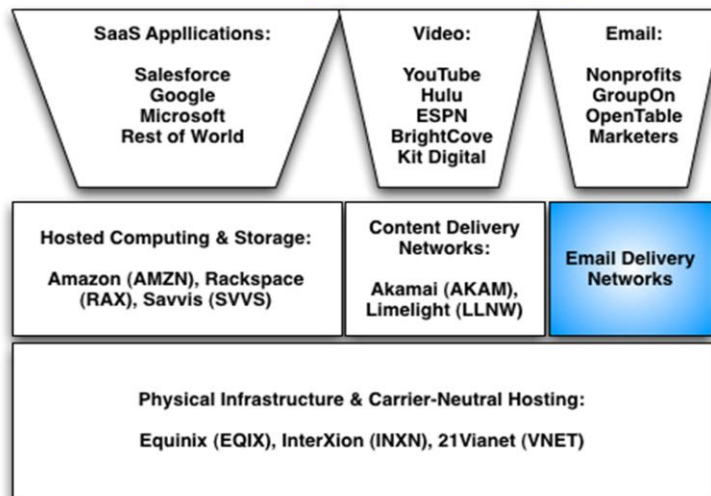 SaaS Appllications:
Salesforce
Google
Microsoft
Rest of World
Video:
YouTube
Hulu
ESPN
BrightCove
Kit Digital
Email:
Nonprofits
GroupOn
OpenTable
Marketers
Hosted Computing & Storage:
Amazon (AMZN), Rackspace
(RAX), Savvis (SVVS)
Content Delivery
Networks:
Akamai (AKAM),
Limelight (LLNW)
Email Delivery
Networks
Physical Infrastructure & Carrier-Neutral Hosting:
Equinix (EQIX), InterXion (INXN), 21Vianet (VNET)